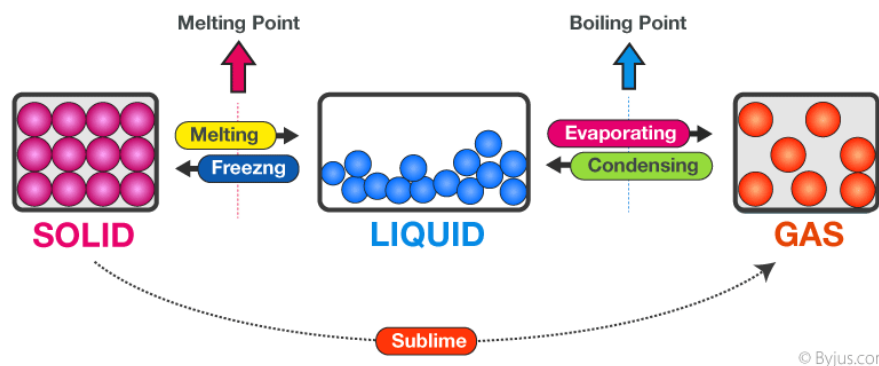 Melting Point
Boiling Point
Melting
Freezng
Evaporating
Condensing
SOLID
LIQUID
GAS
Sublime
© Byjus.com